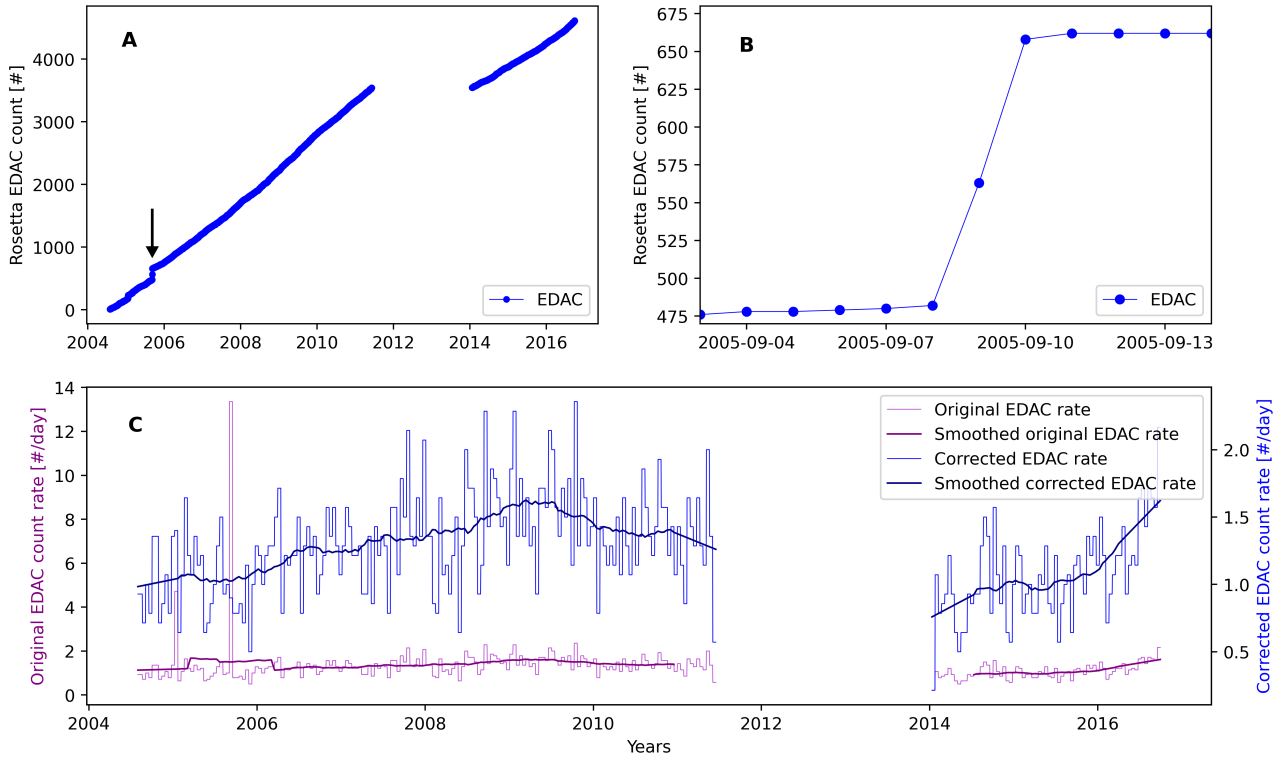 A
Rosetta EDAC count [#]
4000
3000
2000
1000
0
EDAC
2004 2006 2008 2010 2012 2014 2016
B
Rosetta EDAC count [#]
675
650
625
600
575
550
525
500
475
EDAC
2005-09-04 2005-09-07 2005-09-10 2005-09-13
C
Original EDAC count rate [#/day]
14
12
10
8
6
4
2
0
Original EDAC rate
Smoothed original EDAC rate
Corrected EDAC rate
Smoothed corrected EDAC rate
2.0
1.5
1.0
0.5
Corrected EDAC count rate [#/day]
2004 2006 2008 2010 2012 2014 2016
Years